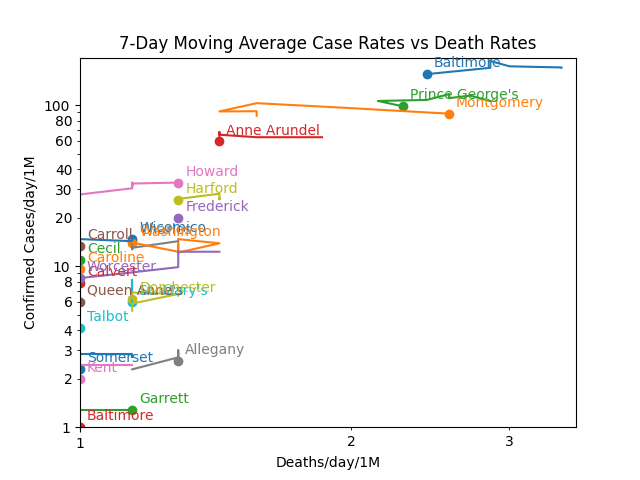 7-Day Moving Average Case Rates vs Death Rates
Confirmed Cases/day/1M
100
80
60
40
30
20
10
8
6
4
3
2
1
Baltimore
Prince George's
Montgomery
Anne Arundel
Howard
Harford
Frederick
Wicomico
Washington
Carroll
Cecil
Caroline
Worcester
Calvert
Queen Anne's
Dorchester
Talbot
Allegany
Somerset
Kent
Garrett
Baltimore
1
2
3
Deaths/day/1M